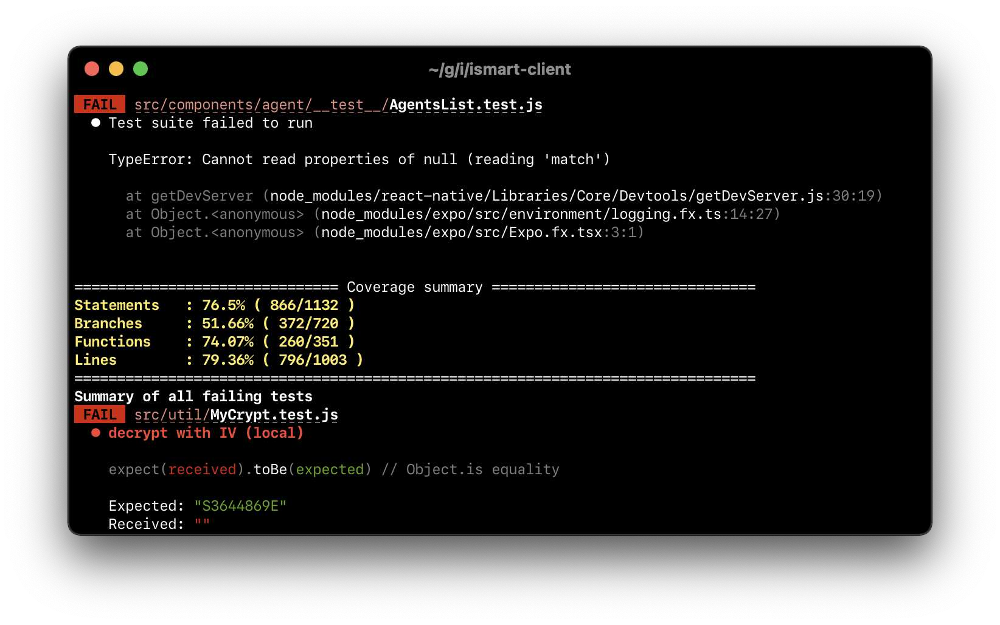 ~/g/i/ismart-client
FAIL src/components/agent/__test__/AgentsList.test.js
● Test suite failed to run
TypeError: Cannot read properties of null (reading 'match')
at getDevServer (node_modules/react-native/Libraries/Core/Devtools/getDevServer.js:30:19)
at Object.<anonymous> (node_modules/expo/src/environment/logging.fx.ts:14:27)
at Object.<anonymous> (node_modules/expo/src/Expo.fx.tsx:3:1)
=============================== Coverage summary ===============================
Statements   : 76.5% ( 866/1132 )
Branches     : 51.66% ( 372/720 )
Functions    : 74.07% ( 260/351 )
Lines        : 79.36% ( 796/1003 )
================================================================================
Summary of all failing tests
FAIL src/util/MyCrypt.test.js
● decrypt with IV (local)
expect(received).toBe(expected) // Object.is equality
Expected: "S3644869E"
Received: ""